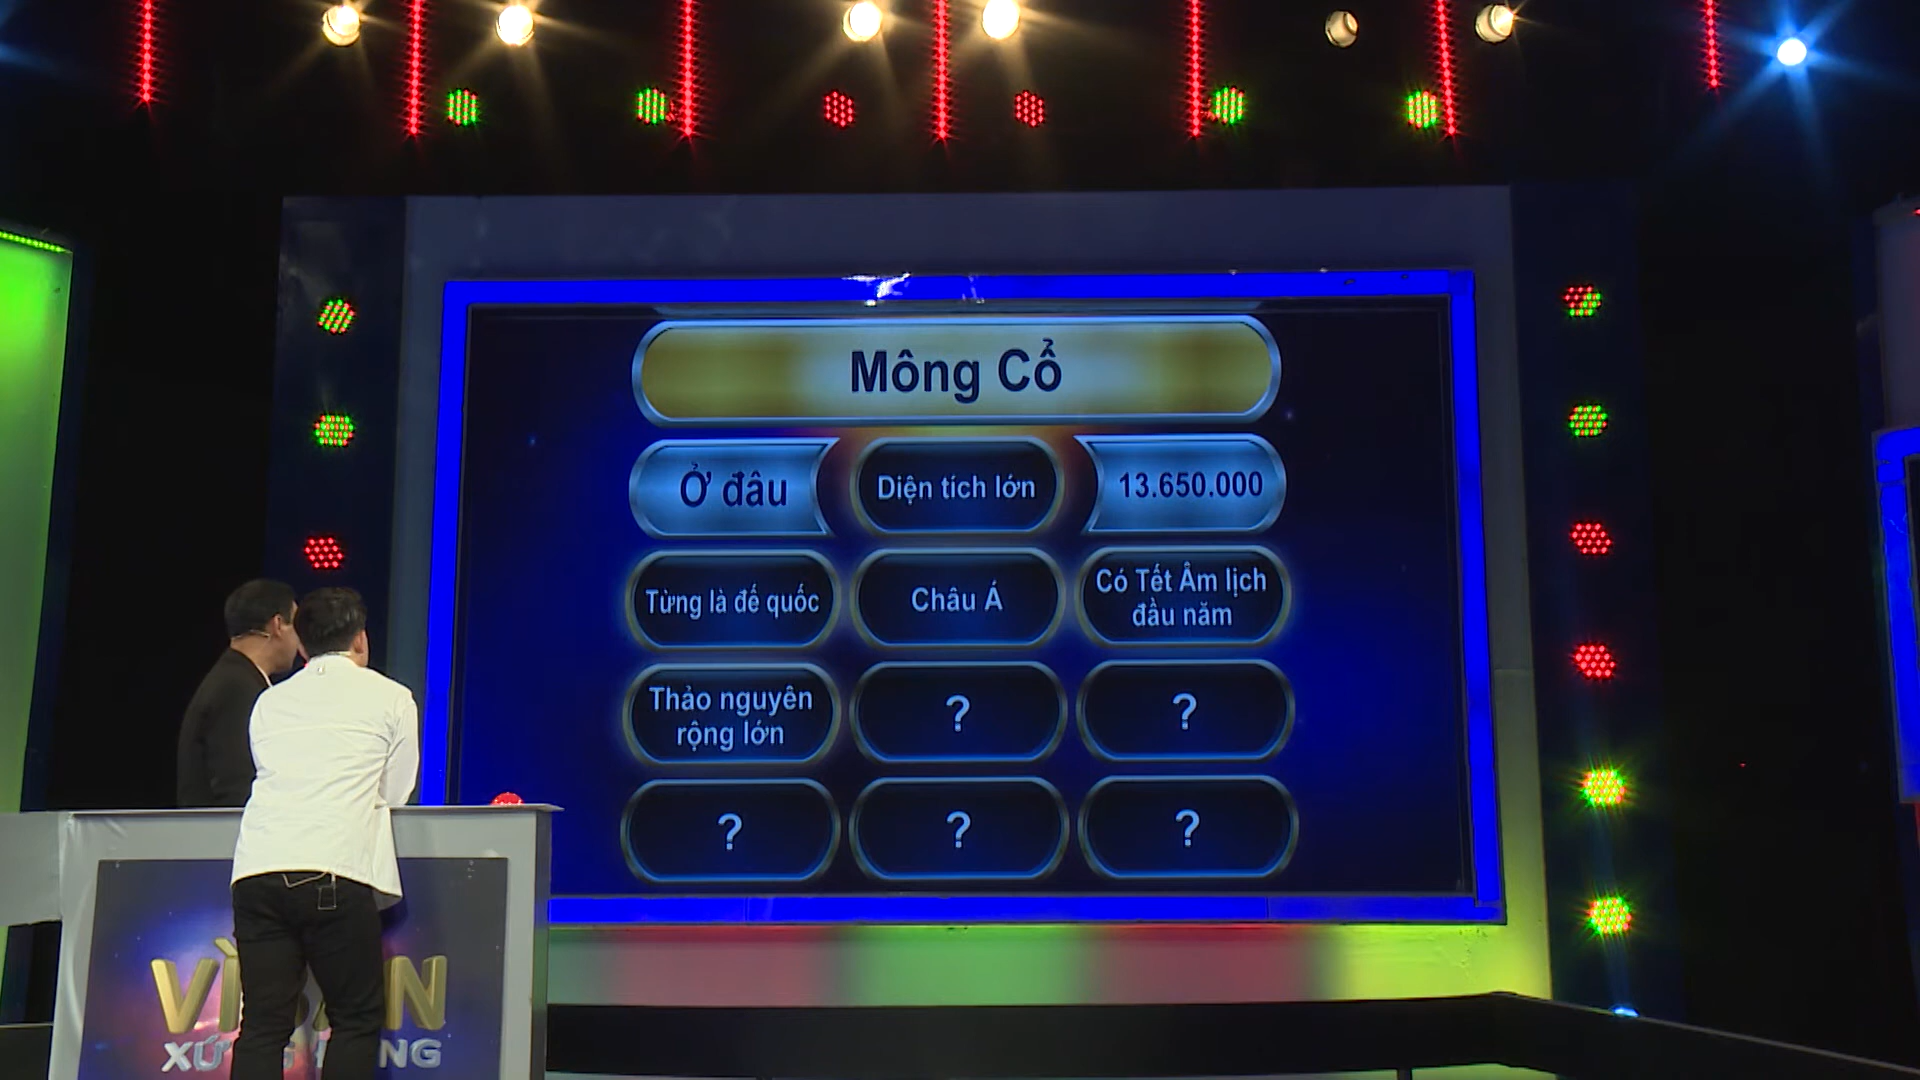 Mông Cổ
Ở đâu
Diện tích lớn
13.650.000
Từng là đế quốc
Châu Á
Có Tết Âm lịch
đầu năm
Thảo nguyên
rộng lớn
?
?
?
?
?